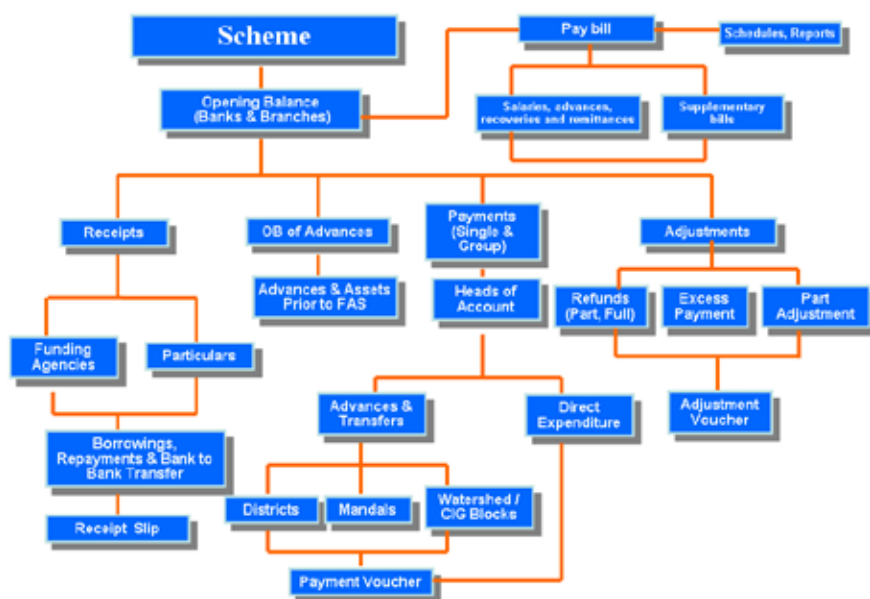 Scheme
Pay bill
Schedules, Reports
Opening Balance
(Banks & Branches)
Salaries, advances,
recoveries and remittances
Supplementary
bills
Receipts
OB of Advances
Payments
(Single &
Group)
Adjustments
Advances & Assets
Prior to FAS
Heads of
Account
Refunds
(Part, Full)
Excess
Payment
Part
Adjustment
Funding
Agencies
Particulars
Advances &
Transfers
Direct
Expenditure
Adjustment
Voucher
Borrowings,
Repayments & Bank to
Bank Transfer
Districts
Mandals
Watershed /
CIG Blocks
Receipt Slip
Payment Voucher